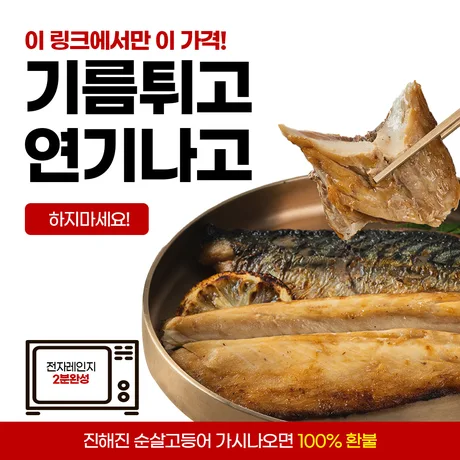 이 링크에서만 이 가격!
기름튀고
연기나고
하지마세요!
전자레인지
2분완성
진해진 순살고등어 가시나오면 100% 환불